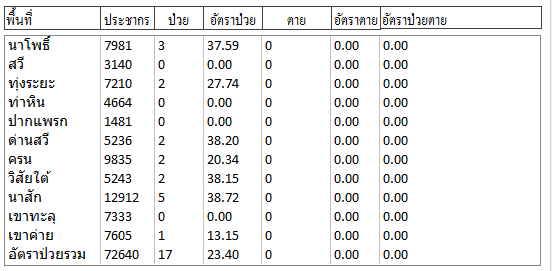 พื้นที่ ประชากร ป่วย อัตราป่วย ตาย อัตราตาย อัตราป่วยตาย
นาโพธิ์ 7981 3 37.59 0 0.00 0.00
สวี 3140 0 0.00 0 0.00 0.00
ทุ่งระยะ 7210 2 27.74 0 0.00 0.00
ท่าหิน 4664 0 0.00 0 0.00 0.00
ปากแพรก 1481 0 0.00 0 0.00 0.00
ด่านสวี 5236 2 38.20 0 0.00 0.00
ครน 9835 2 20.34 0 0.00 0.00
วิสัยใต้ 5243 2 38.15 0 0.00 0.00
นาสัก 12912 5 38.72 0 0.00 0.00
เขาทะลุ 7333 0 0.00 0 0.00 0.00
เขาค่าย 7605 1 13.15 0 0.00 0.00
อัตราป่วยรวม 72640 17 23.40 0 0.00 0.00